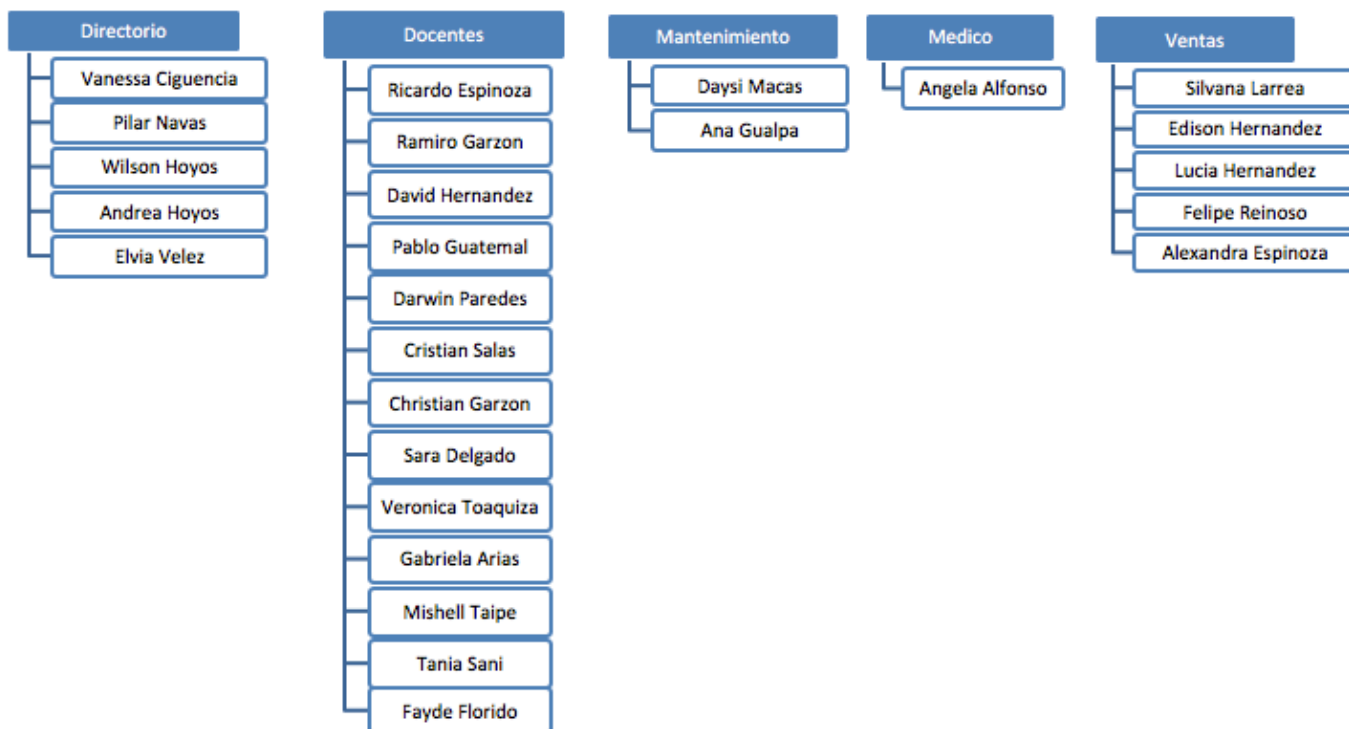 Directorio
Vanessa Ciguencia
Pilar Navas
Wilson Hoyos
Andrea Hoyos
Elvia Velez
Docentes
Ricardo Espinoza
Ramiro Garzon
David Hernandez
Pablo Guatemal
Darwin Paredes
Cristian Salas
Christian Garzon
Sara Delgado
Veronica Toaquiza
Gabriela Arias
Mishell Taipe
Tania Sani
Fayde Florido
Mantenimiento
Daysi Macas
Ana Gualpa
Medico
Angela Alfonso
Ventas
Silvana Larrea
Edison Hernandez
Lucia Hernandez
Felipe Reinoso
Alexandra Espinoza